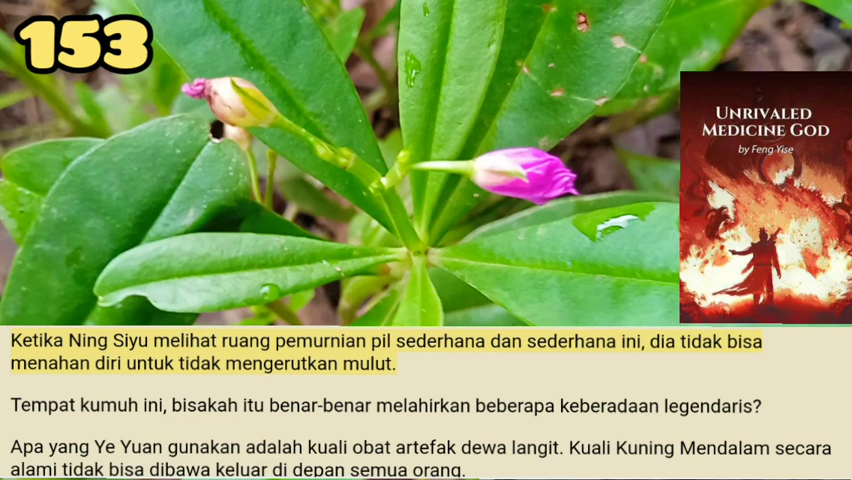 153
UNRIVALED
MEDICINE GOD
by Feng Yise
Ketika Ning Siyu melihat ruang pemurnian pil sederhana dan sederhana ini, dia tidak bisa
menahan diri untuk tidak mengerutkan mulut.
Tempat kumuh ini, bisakah itu benar-benar melahirkan beberapa keberadaan legendaris?
Apa yang Ye Yuan gunakan adalah kuali obat artefak dewa langit. Kuali Kuning Mendalam secara
alami tidak bisa dibawa keluar di depan semua orang.